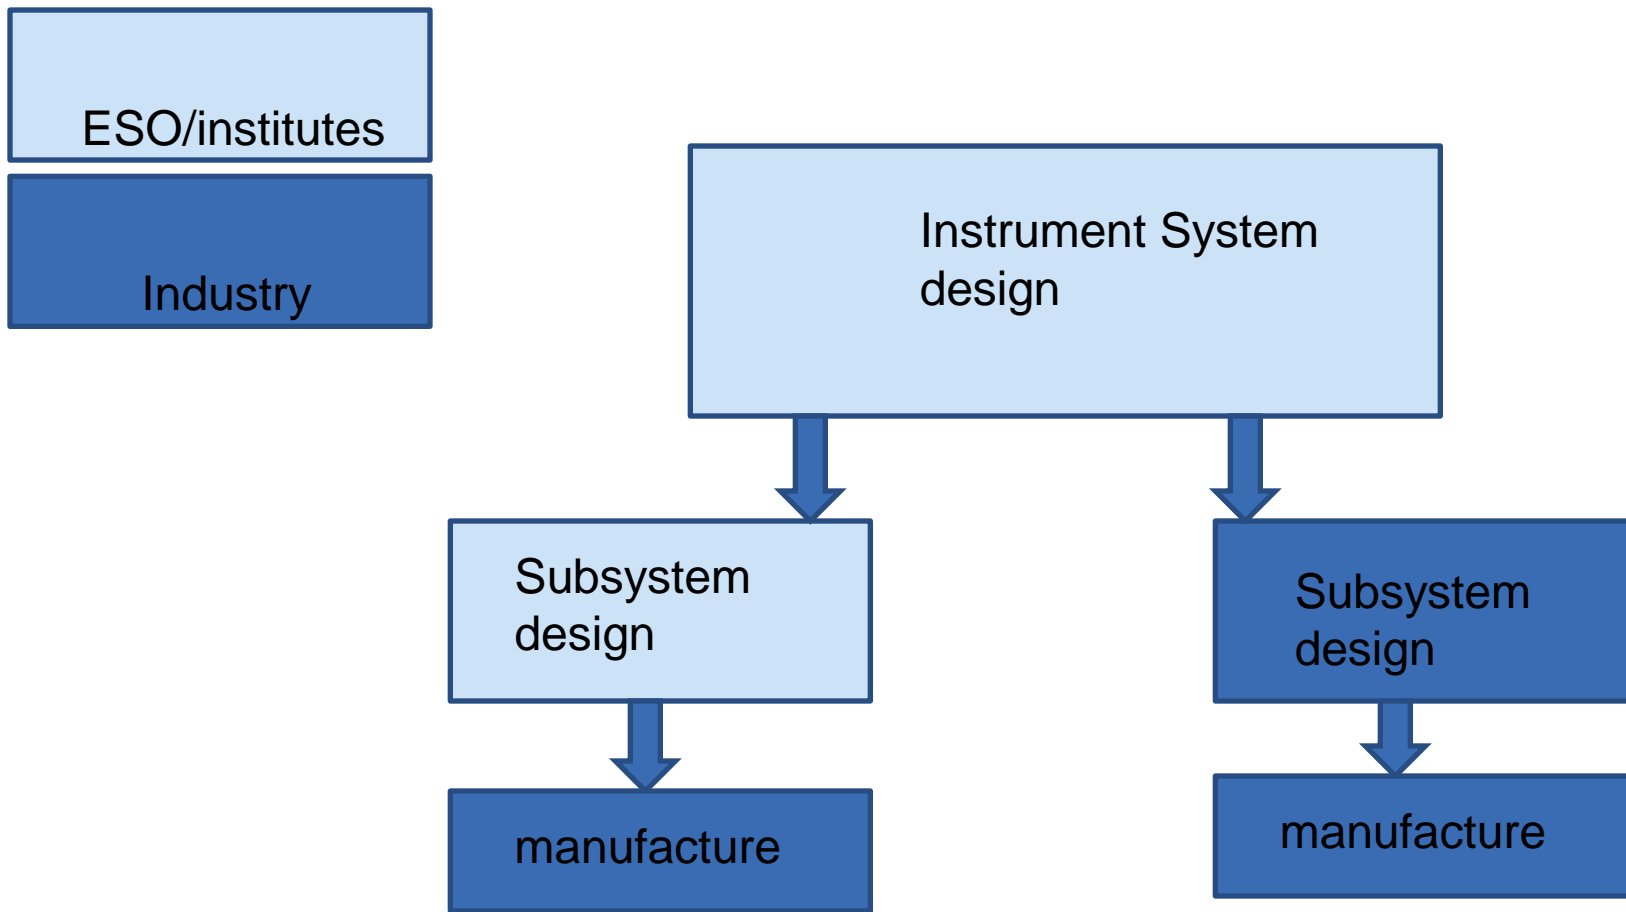 ESO/institutes
Industry
Instrument System
design
Subsystem
design
Subsystem
design
manufacture
manufacture